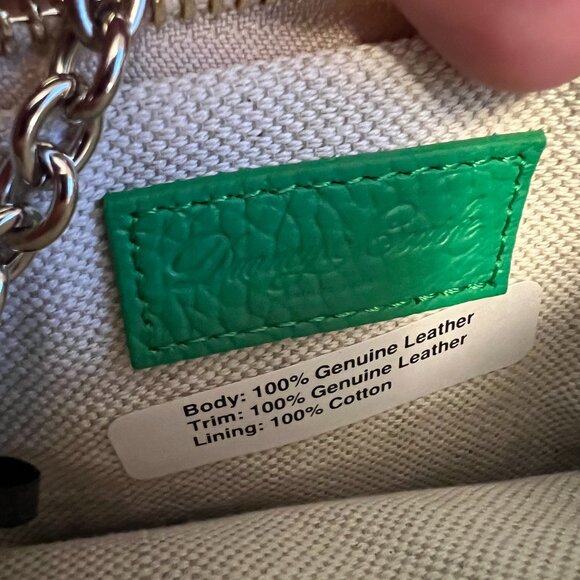 Body: 100% Genuine Leather
Trim: 100% Genuine Leather
Lining: 100% Cotton